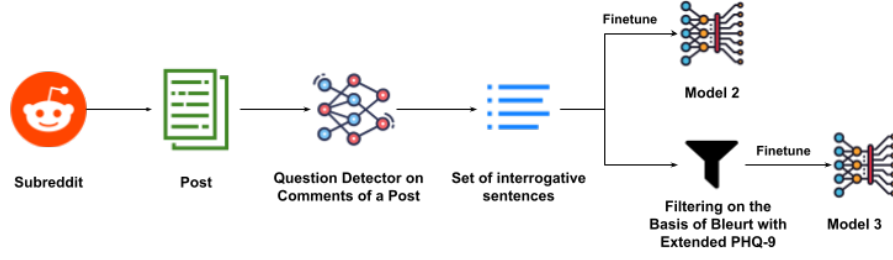 Finetune
Model 2
Subreddit
Post
Question Detector on
Comments of a Post
Set of interrogative
sentences
Finetune
Filtering on the
Basis of Bleurt with
Extended PHQ-9
Model 3